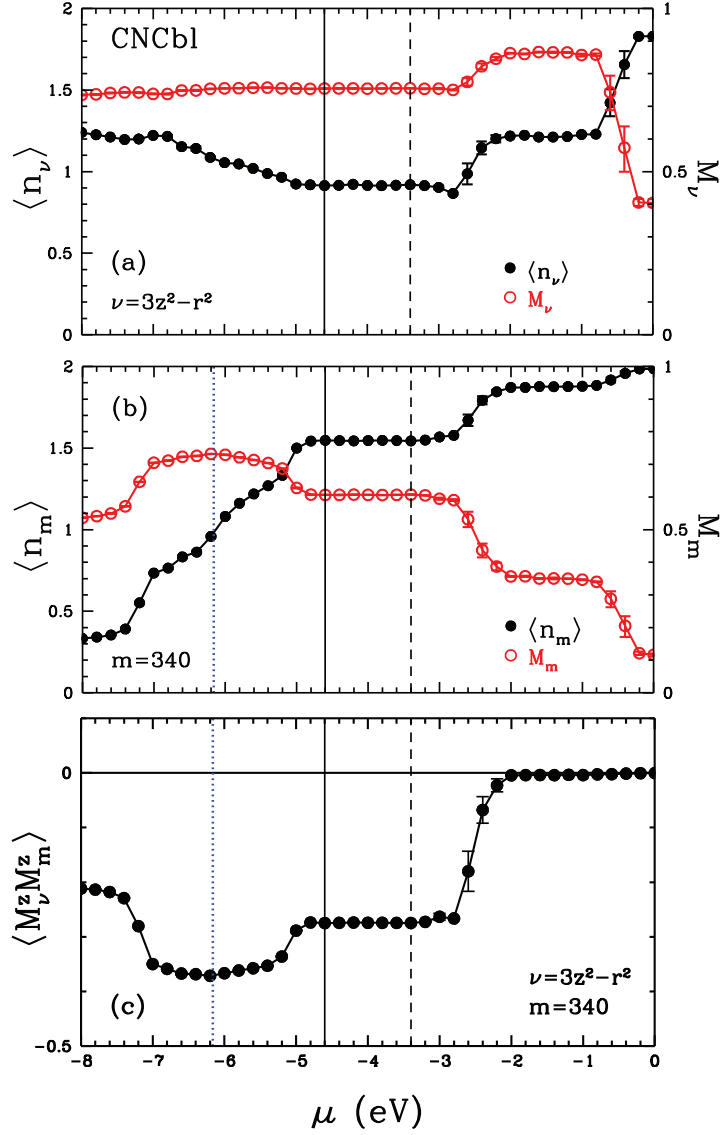 CNCbl
2
1.5
1
0.5
0
1
0.5
0
⟨n_ν⟩
M_ν
(a)
ν=3z²−r²
⟨n_ν⟩
M_ν
2
1.5
1
0.5
0
1
0.5
0
⟨n_m⟩
M_m
(b)
m=340
⟨n_m⟩
M_m
0
−0.5
⟨M_ν^z M_m^z⟩
(c)
ν=3z²−r²
m=340
−8 −7 −6 −5 −4 −3 −2 −1 0
μ (eV)